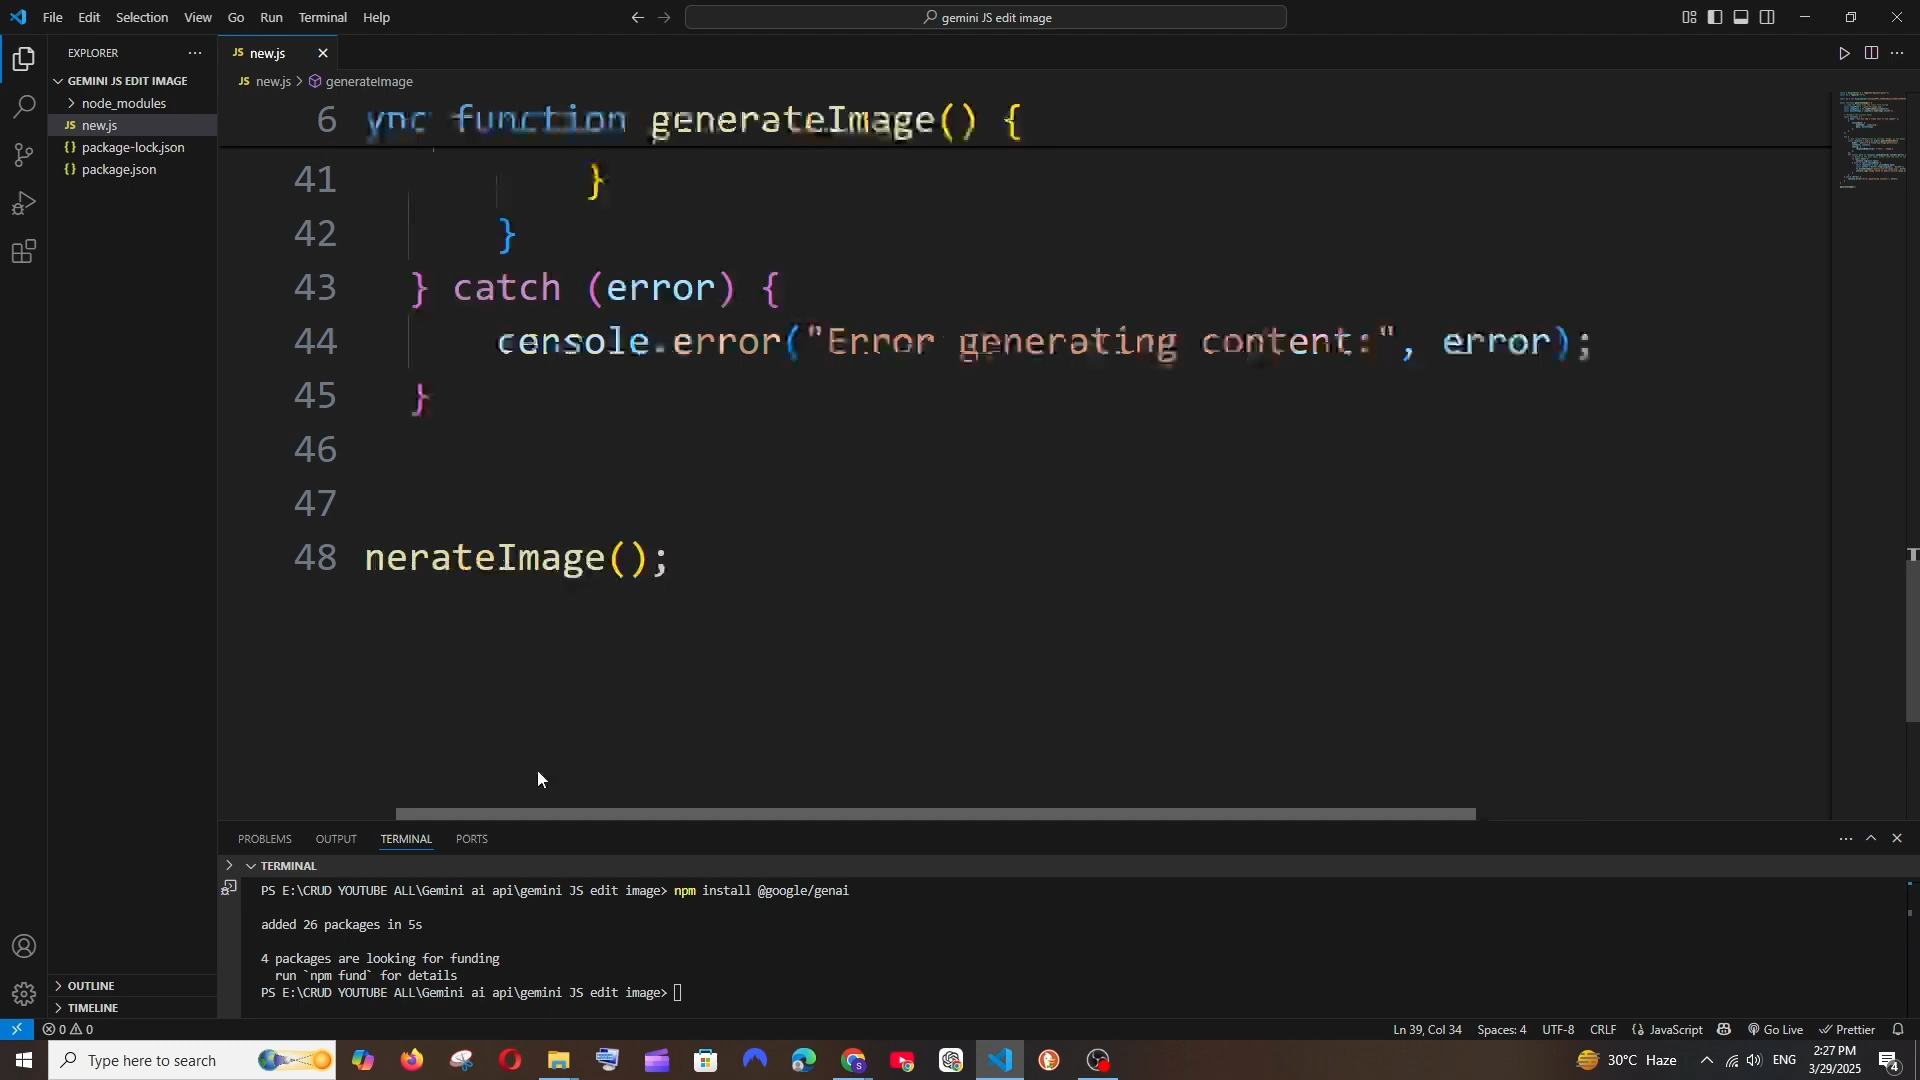 File Edit Selection View Go Run Terminal Help
gemini JS edit image
EXPLORER
GEMINI JS EDIT IMAGE
node_modules
JS new.js
{} package-lock.json
{} package.json
OUTLINE
TIMELINE
JS new.js
JS new.js > generateImage
6 ync function generateImage() {
41 }
42 }
43 } catch (error) {
44 console.error("Error generating content:", error);
45 }
46
47
48 nerateImage();
PROBLEMS OUTPUT TERMINAL PORTS
TERMINAL
PS E:\CRUD YOUTUBE ALL\Gemini ai api\gemini JS edit image> npm install @google/genai
added 26 packages in 5s
4 packages are looking for funding
run `npm fund` for details
PS E:\CRUD YOUTUBE ALL\Gemini ai api\gemini JS edit image>
0 0
Ln 39, Col 34 Spaces: 4 UTF-8 CRLF {} JavaScript Go Live Prettier
Type here to search
30°C Haze
ENG
2:27 PM
3/29/2025
4